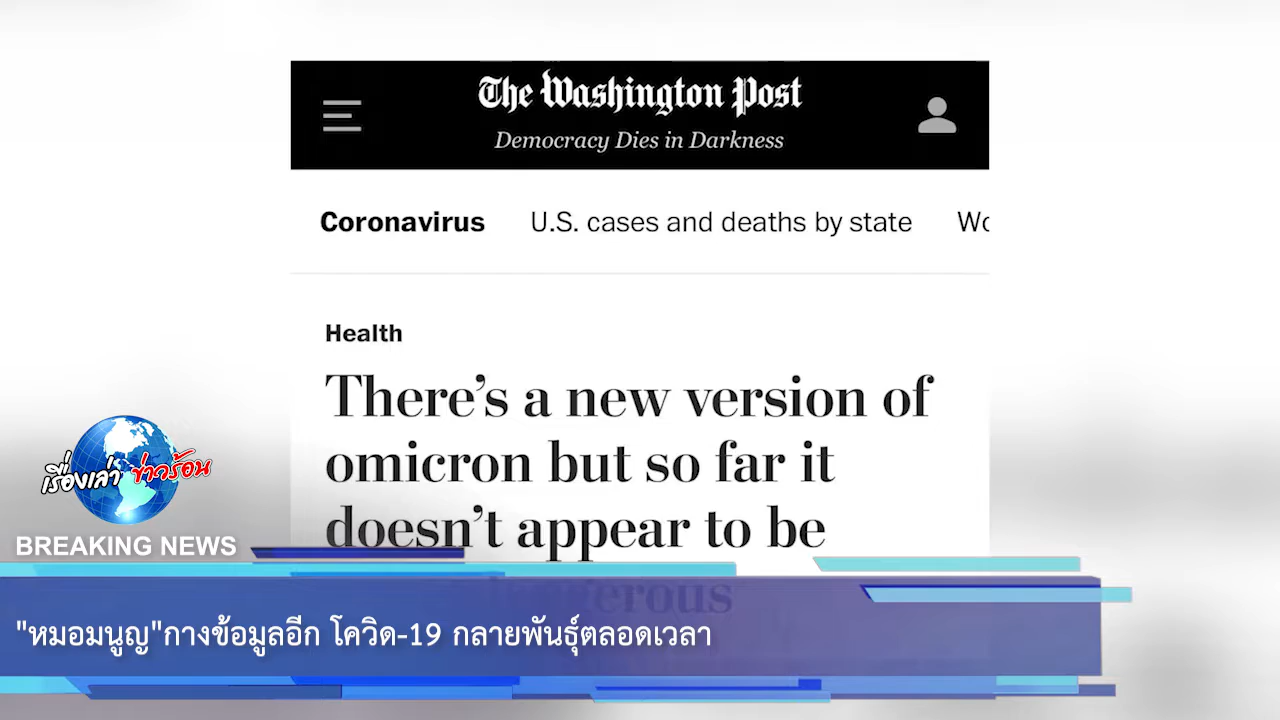 The Washington Post
Democracy Dies in Darkness
Coronavirus U.S. cases and deaths by state Wo
Health
There's a new version of
omicron but so far it
doesn't appear to be
เรื่องเล่า ข่าวร้อน
BREAKING NEWS
"หมอมนูญ"กางข้อมูลอีก โควิด-19 กลายพันธุ์ตลอดเวลา